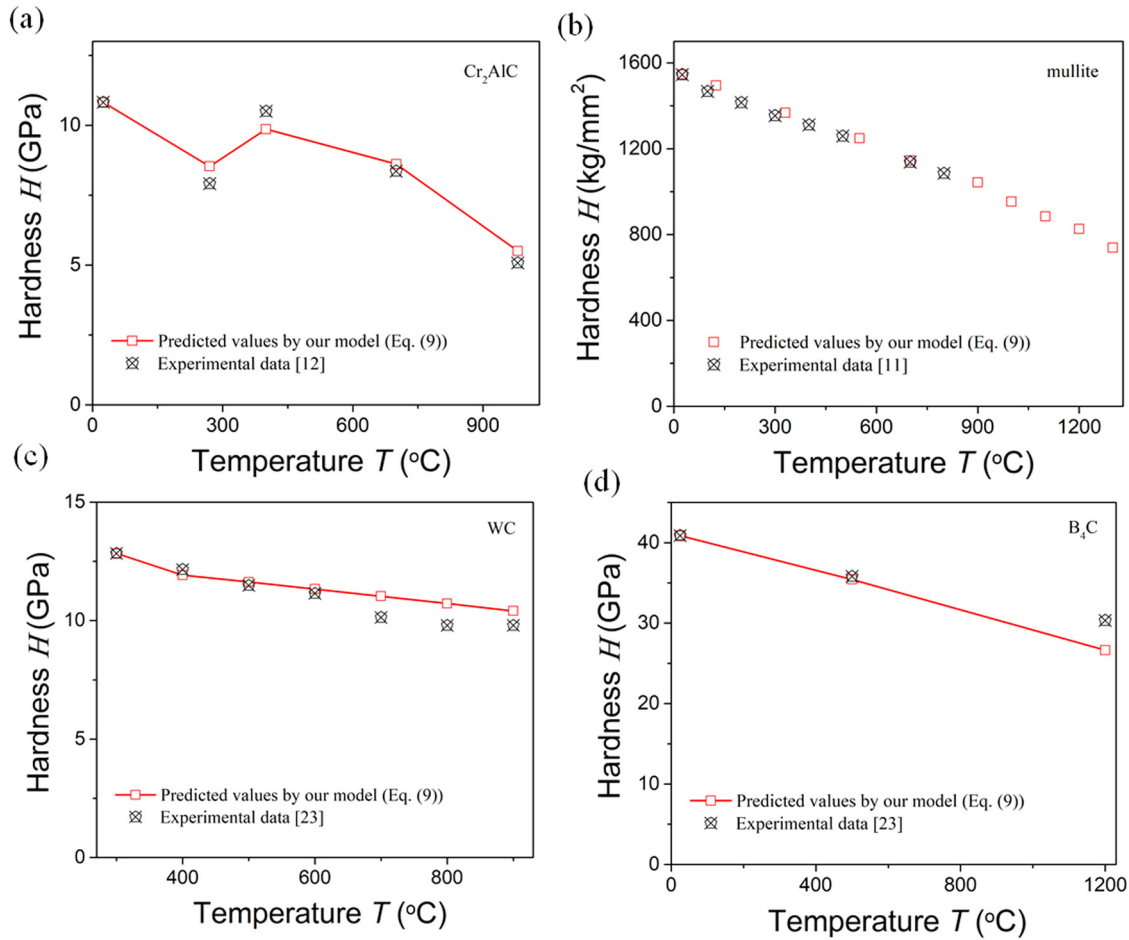 (a)
Cr₂AlC
Hardness H (GPa)
10
5
0
Predicted values by our model (Eq. (9))
Experimental data [12]
0 300 600 900
Temperature T (°C)
(b)
mullite
Hardness H (kg/mm²)
1600
1200
800
400
0
Predicted values by our model (Eq. (9))
Experimental data [11]
0 300 600 900 1200
Temperature T (°C)
(c)
WC
Hardness H (GPa)
15
10
5
0
Predicted values by our model (Eq. (9))
Experimental data [23]
400 600 800
Temperature T (°C)
(d)
B₄C
Hardness H (GPa)
40
30
20
10
0
Predicted values by our model (Eq. (9))
Experimental data [23]
0 400 800 1200
Temperature T (°C)